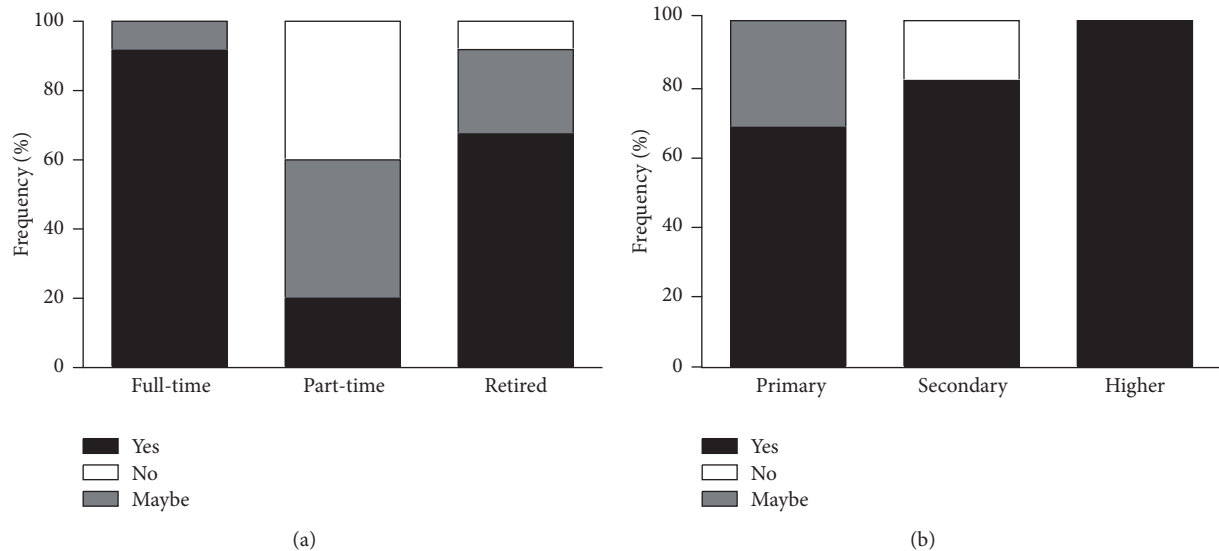 Frequency (%)
100
80
60
40
20
0
Full-time
Part-time
Retired
Yes
No
Maybe
(a)
Frequency (%)
100
80
60
40
20
0
Primary
Secondary
Higher
Yes
No
Maybe
(b)